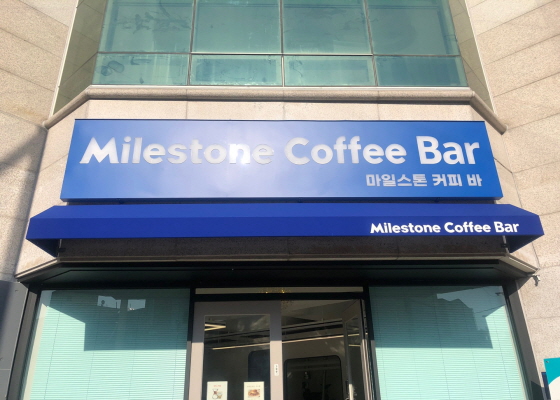 Milestone Coffee Bar
마일스톤 커피 바
Milestone Coffee Bar